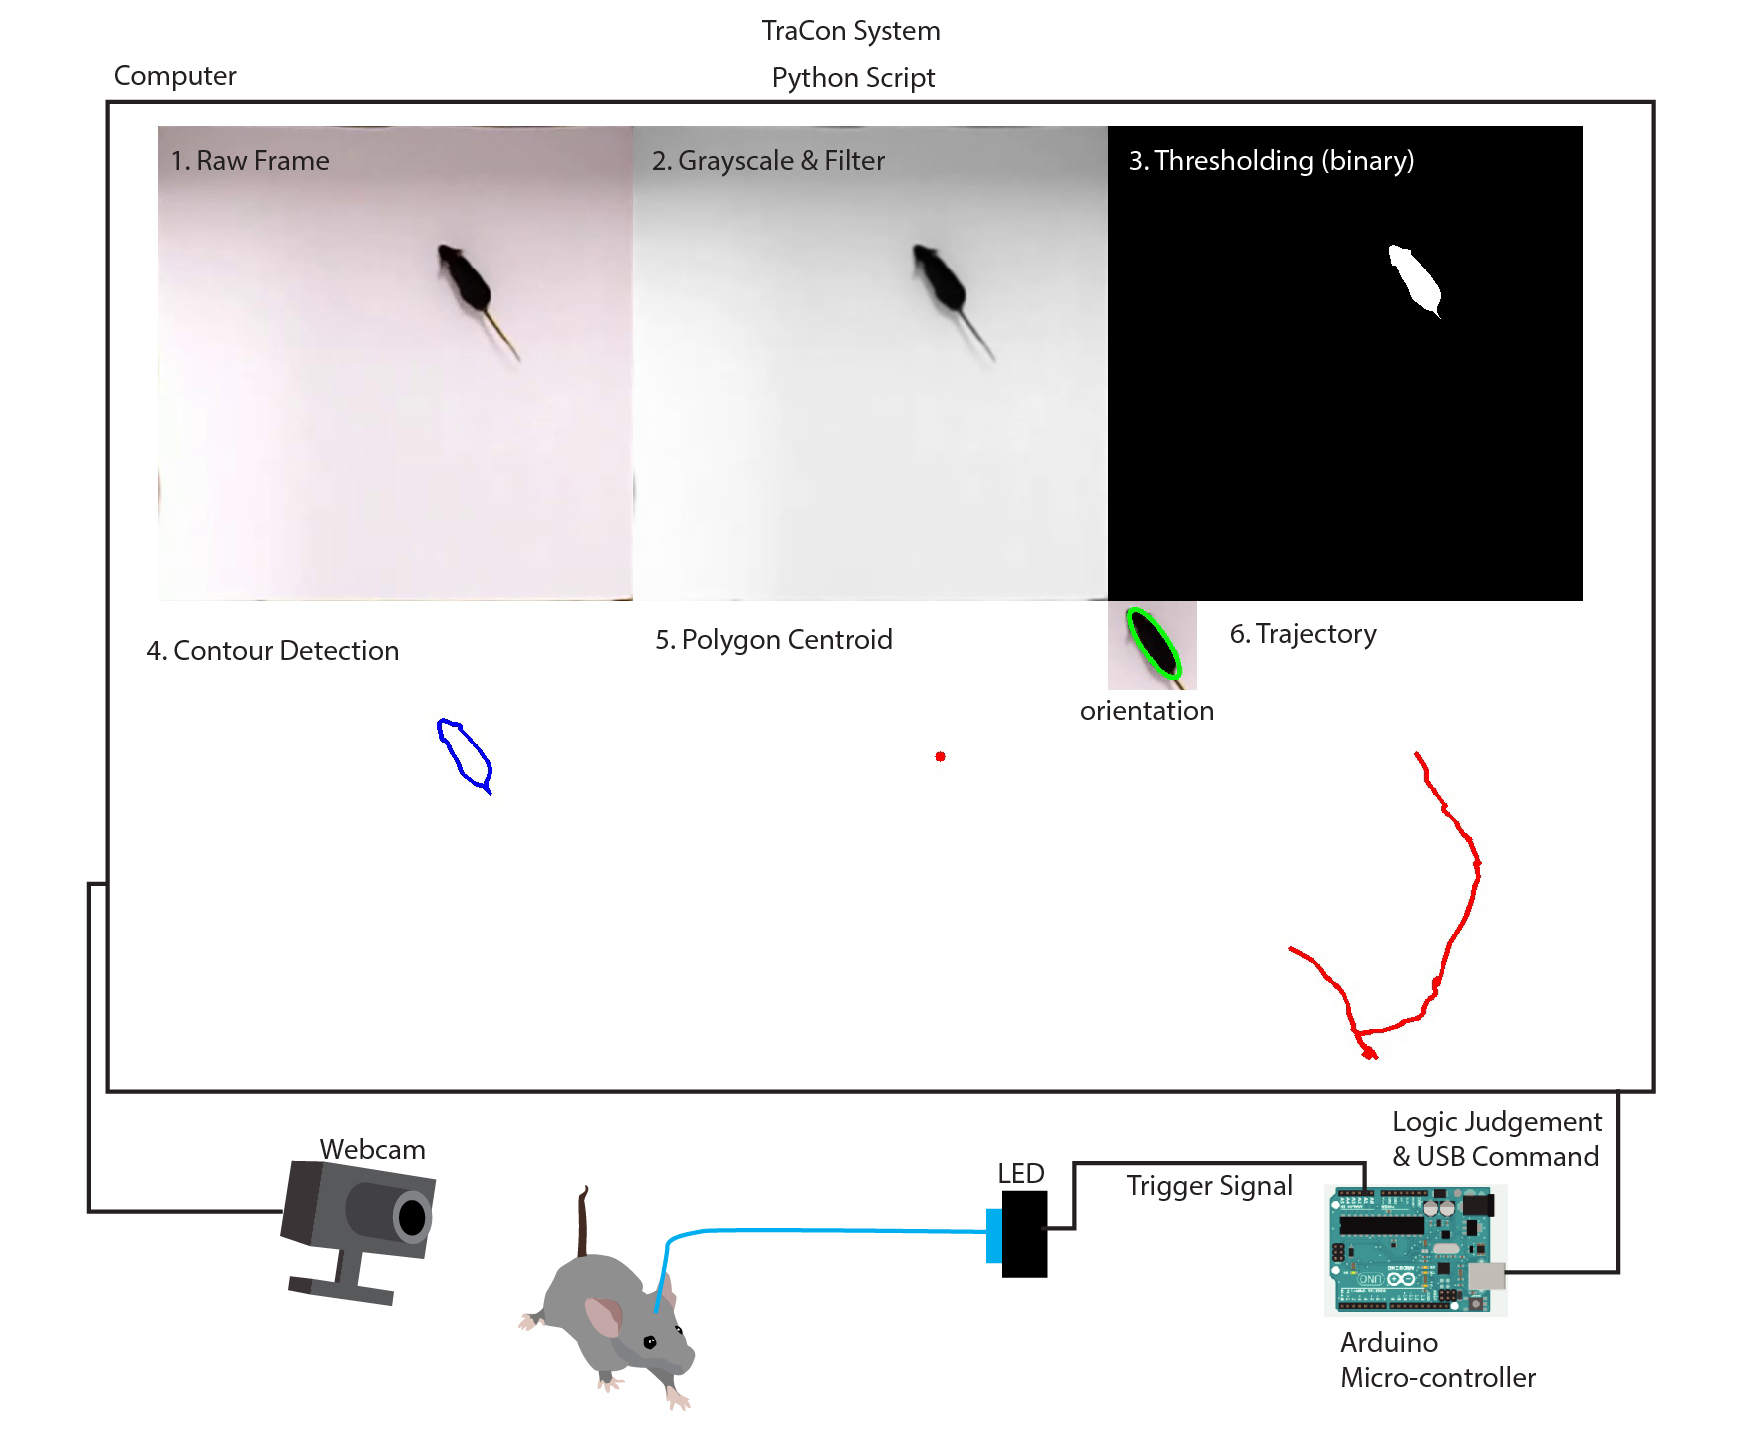 TraCon System
Computer
Python Script
1. Raw Frame
2. Grayscale & Filter
3. Thresholding (binary)
4. Contour Detection
5. Polygon Centroid
6. Trajectory
orientation
Webcam
LED
Trigger Signal
Logic Judgement
& USB Command
UNO
Arduino
Micro-controller